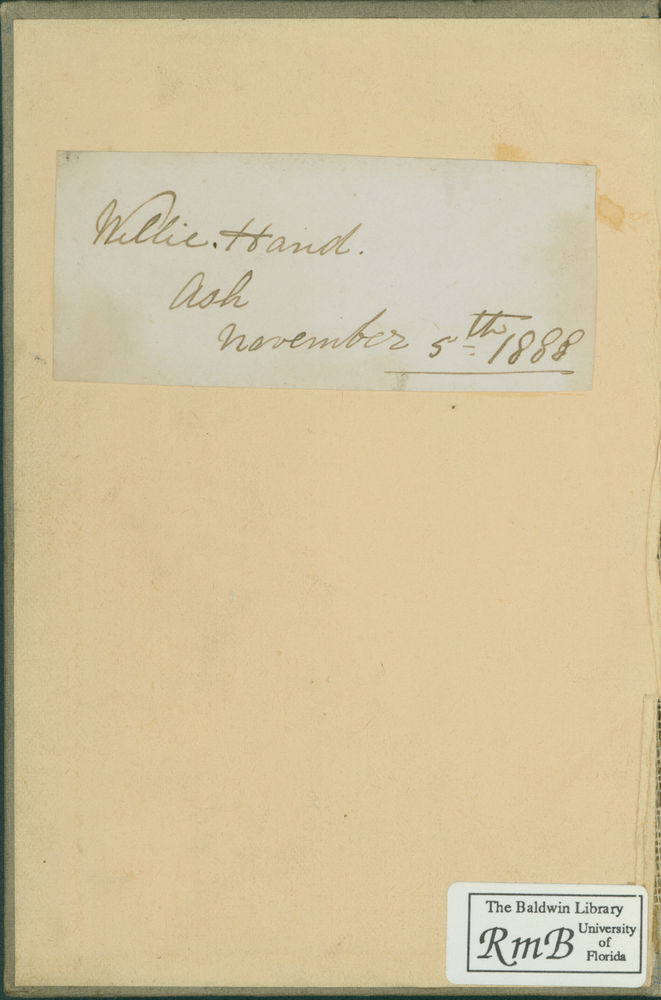 Willie. Hand.
Ash
November 5th 1888
The Baldwin Library
RmB University of Florida